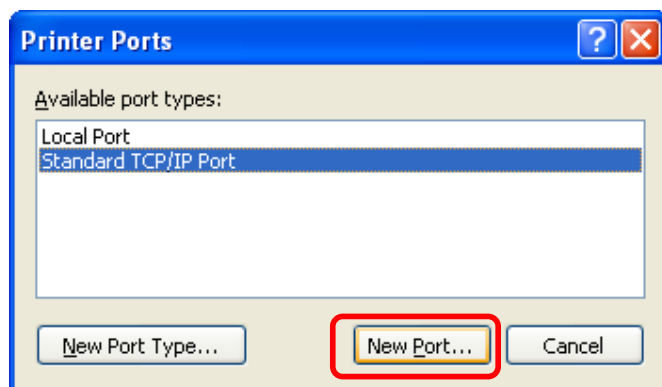 Printer Ports
Available port types:
Local Port
Standard TCP/IP Port
New Port Type... New Port... Cancel